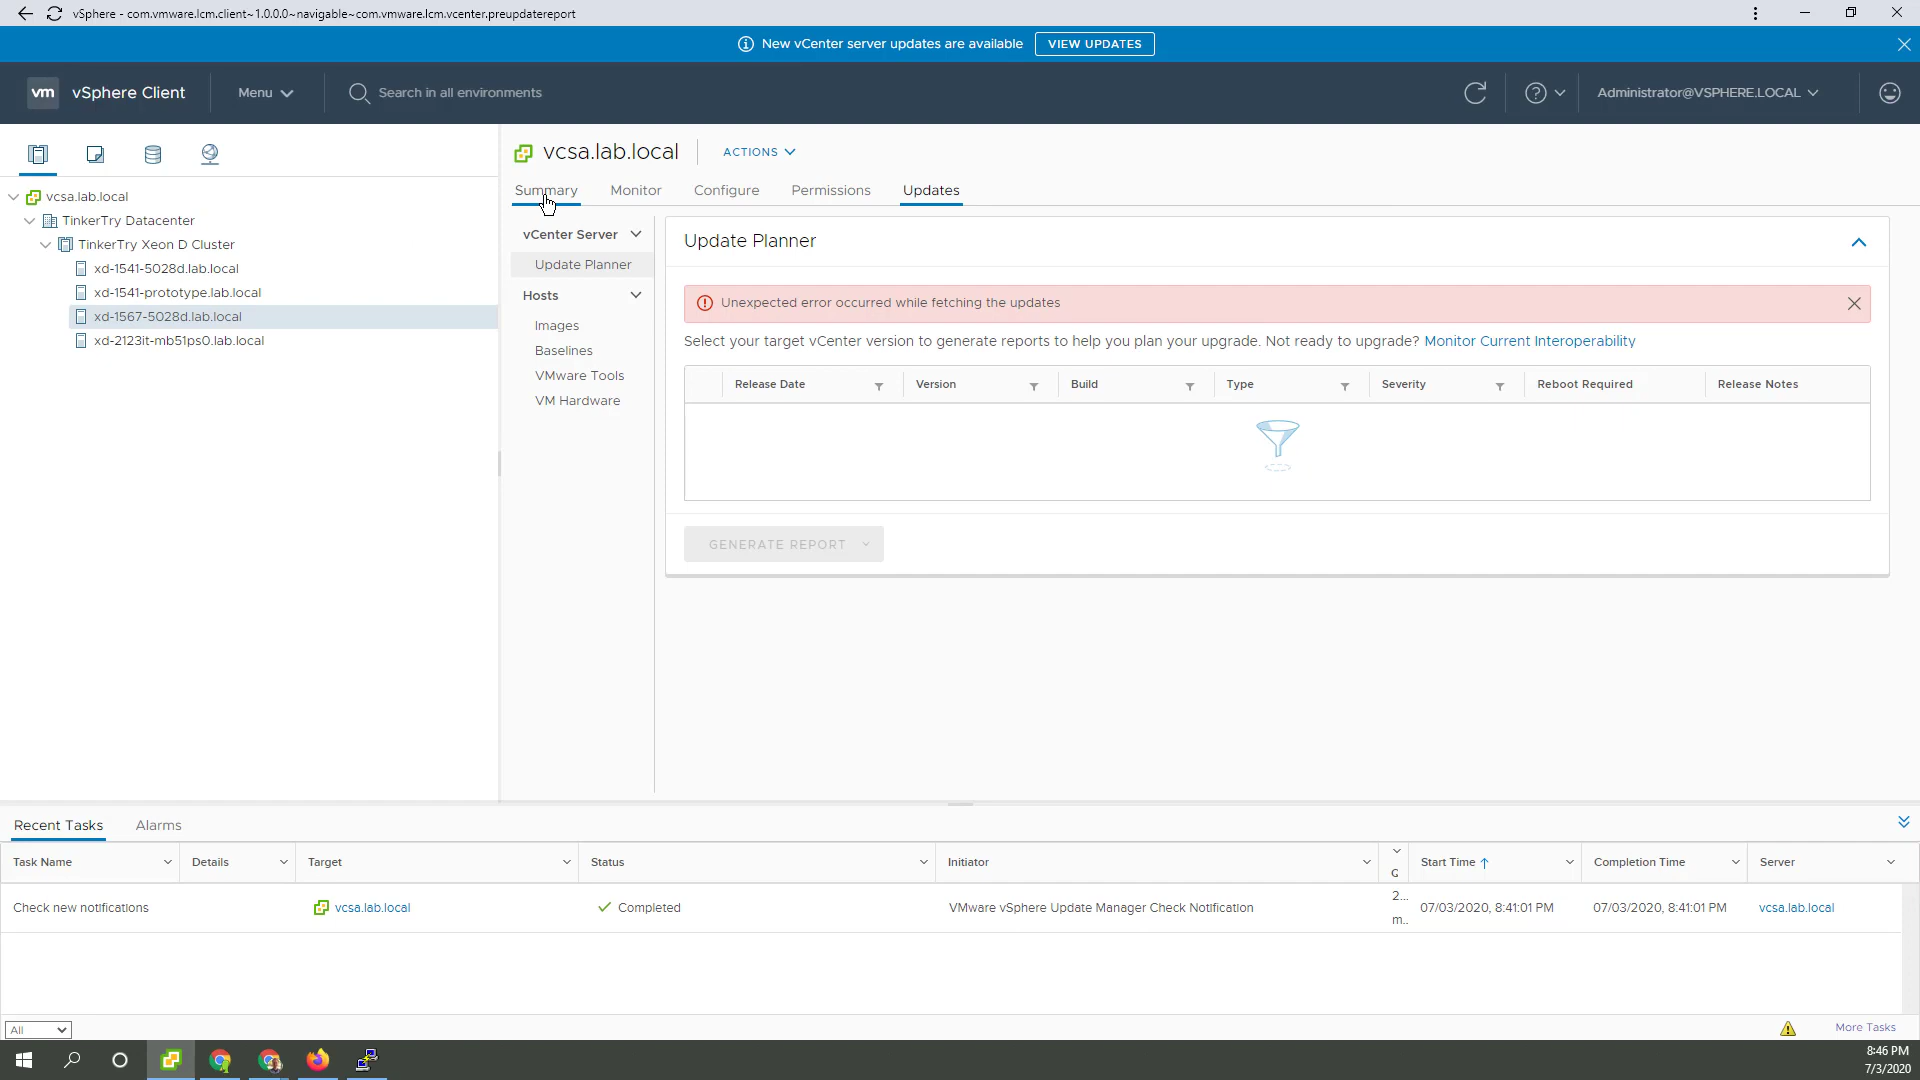 vSphere - com.vmware.lcm.client~1.0.0.0~navigable~com.vmware.lcm.vcenter.preupdatereport
New vCenter server updates are available
VIEW UPDATES
vm
vSphere Client
Menu
Search in all environments
Administrator@VSPHERE.LOCAL
vcsa.lab.local
TinkerTry Datacenter
TinkerTry Xeon D Cluster
xd-1541-5028d.lab.local
xd-1541-prototype.lab.local
xd-1567-5028d.lab.local
xd-2123it-mb51ps0.lab.local
vcsa.lab.local
ACTIONS
Summary
Monitor
Configure
Permissions
Updates
vCenter Server
Update Planner
Hosts
Images
Baselines
VMware Tools
VM Hardware
Update Planner
Unexpected error occurred while fetching the updates
Select your target vCenter version to generate reports to help you plan your upgrade. Not ready to upgrade? Monitor Current Interoperability
Release Date
Version
Build
Type
Severity
Reboot Required
Release Notes
GENERATE REPORT
Recent Tasks
Alarms
Task Name
Details
Target
Status
Initiator
G
Start Time
Completion Time
Server
Check new notifications
vcsa.lab.local
Completed
VMware vSphere Update Manager Check Notification
2...
m..
07/03/2020, 8:41:01 PM
07/03/2020, 8:41:01 PM
vcsa.lab.local
All
More Tasks
8:46 PM
7/3/2020